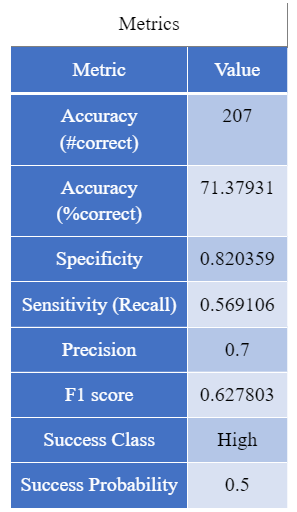 Metrics
Metric Value
Accuracy 207
(#correct)
Accuracy 71.37931
(%correct)
Specificity 0.820359
Sensitivity (Recall) 0.569106
Precision 0.7
F1 score 0.627803
Success Class High
Success Probability 0.5